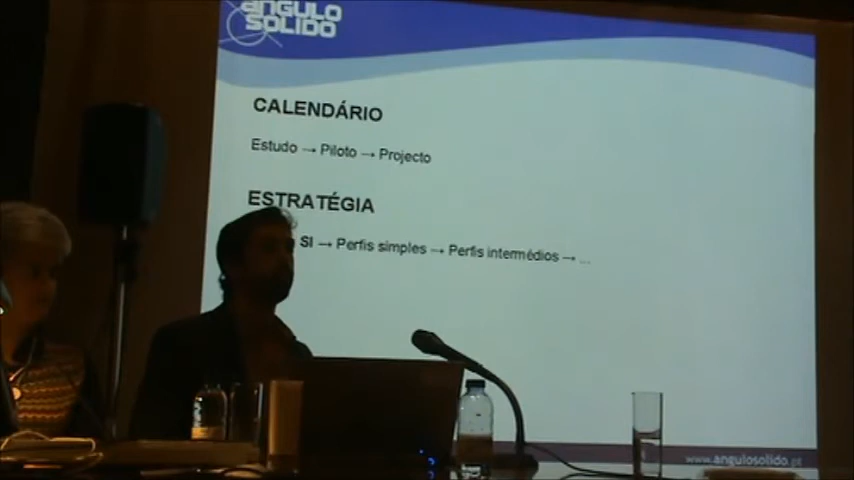 ANGULO
SOLIDO
CALENDÁRIO
Estudo → Piloto → Projecto
ESTRATÉGIA
SI → Perfis simples → Perfis intermédios → ...
www.angulosolido.pt